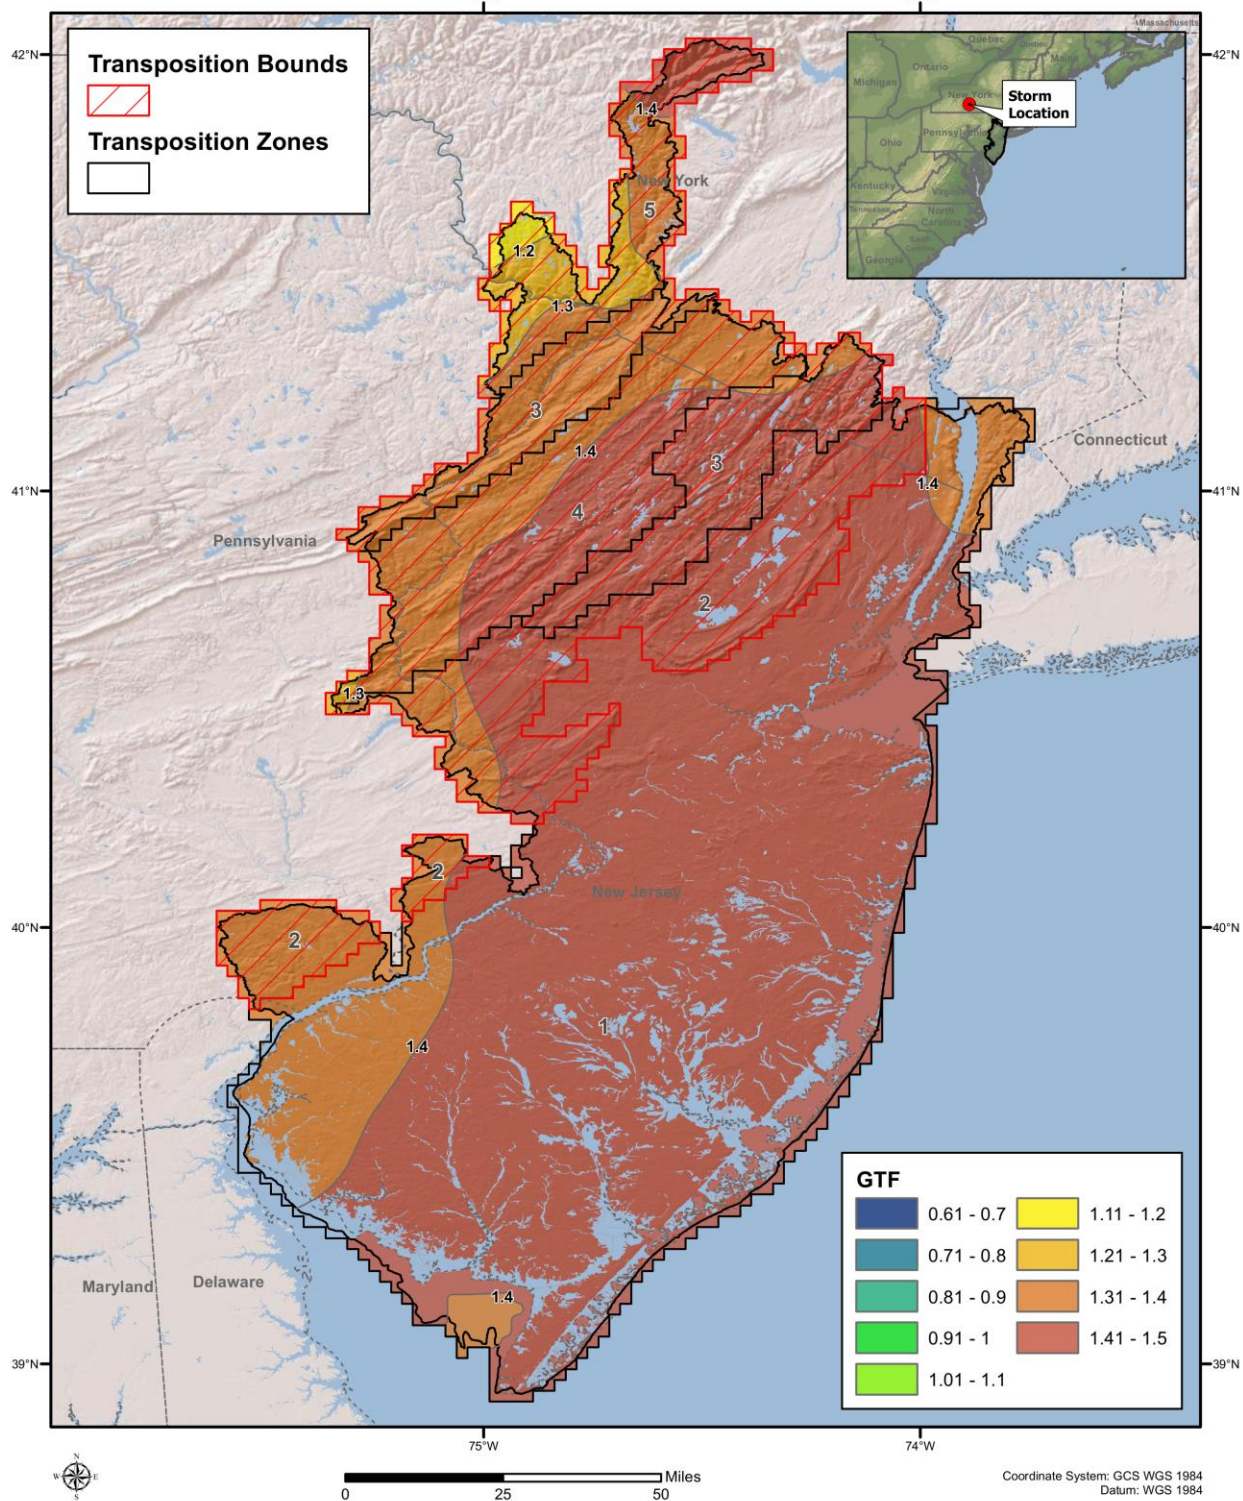 42°N
42°N
Transposition Bounds
Transposition Zones
Massachusetts
Quebec
Maine
Ontario
Michigan
New York
Storm
Location
Pennsylvania
Ohio
Kentucky
Virginia
Tennessee
North
Carolina
South
Carolina
Georgia
1.4
New York
5
1.2
1.3
3
1.4
3
Connecticut
1.4
41°N
41°N
4
Pennsylvania
2
1.3
2
New Jersey
40°N
40°N
2
1
1.4
GTF
0.61 - 0.7
1.11 - 1.2
0.71 - 0.8
1.21 - 1.3
0.81 - 0.9
1.31 - 1.4
0.91 - 1
1.41 - 1.5
1.01 - 1.1
Maryland
Delaware
1.4
39°N
39°N
75°W
74°W
N
W
E
S
Miles
0
25
50
Coordinate System: GCS WGS 1984
Datum: WGS 1984